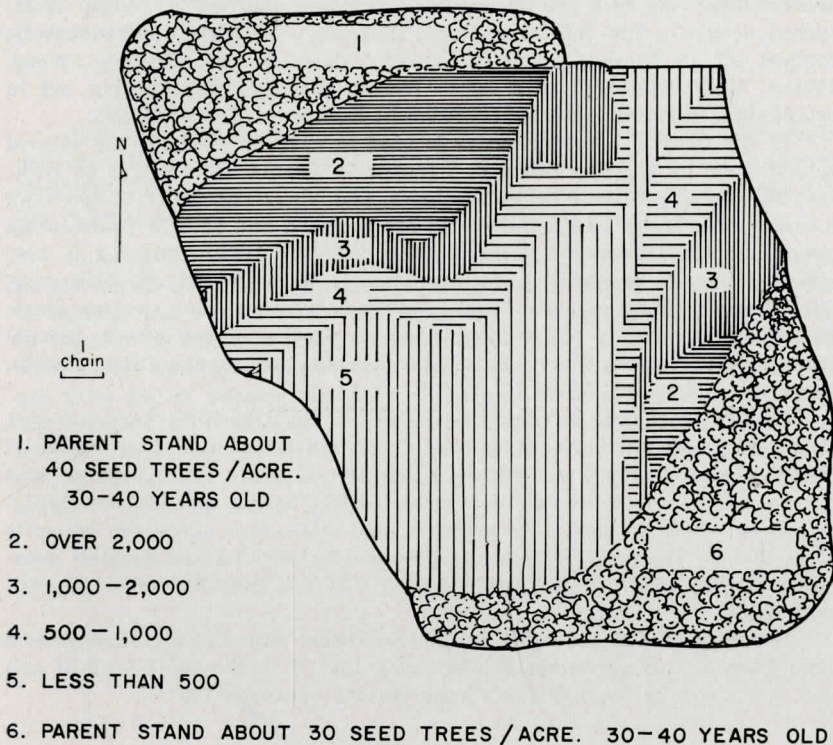 1
N
2
4
3
3
4
1
chain
5
2
6
1. PARENT STAND ABOUT
40 SEED TREES / ACRE.
30-40 YEARS OLD
2. OVER 2,000
3. 1,000-2,000
4. 500-1,000
5. LESS THAN 500
6. PARENT STAND ABOUT 30 SEED TREES / ACRE. 30-40 YEARS OLD